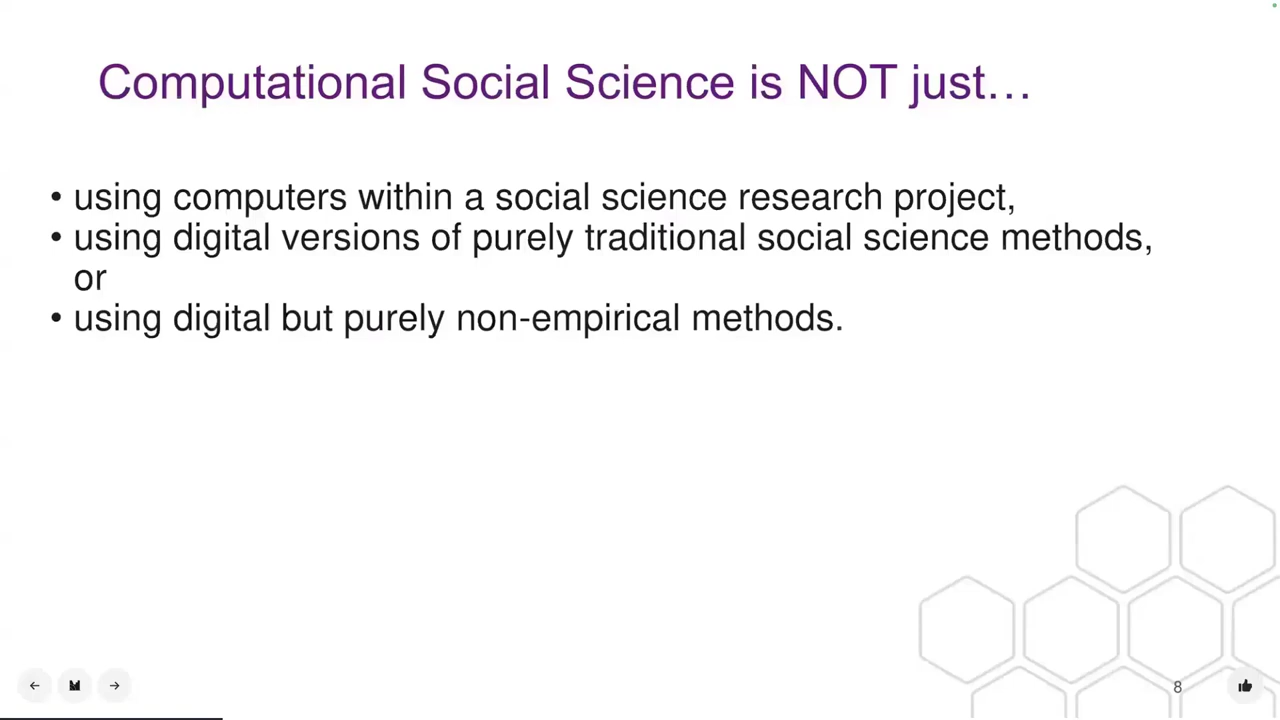 Computational Social Science is NOT just…
• using computers within a social science research project,
• using digital versions of purely traditional social science methods,
or
• using digital but purely non-empirical methods.
8